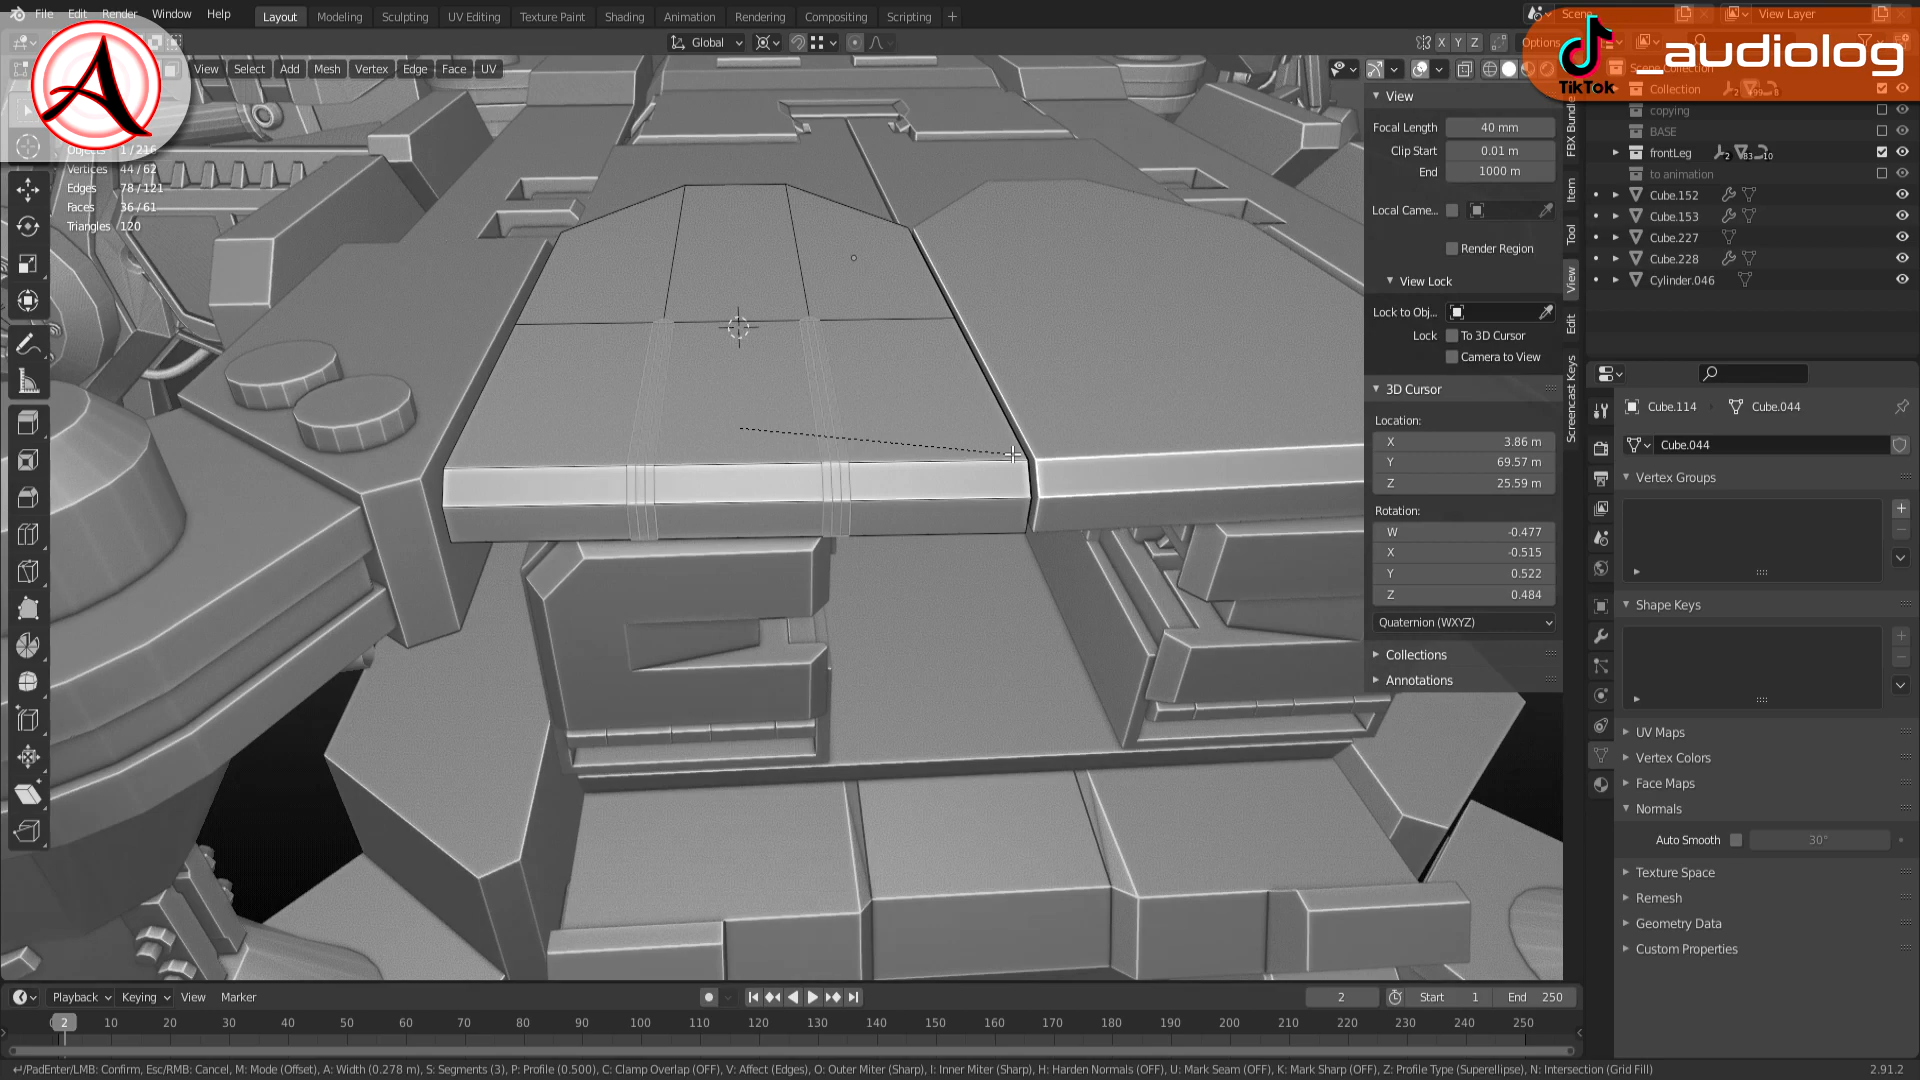 File Edit Render Window Help
Layout Modeling Sculpting UV Editing Texture Paint Shading Animation Rendering Compositing Scripting +
Scene
View Layer
Global
X Y Z
Options
TikTok
_audiolog
A
View Select Add Mesh Vertex Edge Face UV
Objects 1/216
Vertices 44/62
Edges 78/121
Faces 36/61
Triangles 120
View
Focal Length 40 mm
Clip Start 0.01 m
End 1000 m
Local Came...
Render Region
View Lock
Lock to Obj...
Lock To 3D Cursor
Camera to View
3D Cursor
Location:
X 3.86 m
Y 69.57 m
Z 25.59 m
Rotation:
W -0.477
X -0.515
Y 0.522
Z 0.484
Quaternion (WXYZ)
Collections
Annotations
FBX Bundle
Item
Tool
View
Edit
Screencast Keys
Scene Collection
Collection
copying
BASE
frontLeg 83 10
to animation
Cube.152
Cube.153
Cube.227
Cube.228
Cylinder.046
Cube.114 Cube.044
Cube.044
Vertex Groups
Shape Keys
UV Maps
Vertex Colors
Face Maps
Normals
Auto Smooth 30°
Texture Space
Remesh
Geometry Data
Custom Properties
Playback Keying View Marker
2
Start 1
End 250
2 10 20 30 40 50 60 70 80 90 100 110 120 130 140 150 160 170 180 190 200 210 220 230 240 250
↵/PadEnter/LMB: Confirm, Esc/RMB: Cancel, M: Mode (Offset), A: Width (0.278 m), S: Segments (3), P: Profile (0.500), C: Clamp Overlap (OFF), V: Affect (Edges), O: Outer Miter (Sharp), I: Inner Miter (Sharp), H: Harden Normals (OFF), U: Mark Seam (OFF), K: Mark Sharp (OFF), Z: Profile Type (Superellipse), N: Intersection (Grid Fill)
2.91.2